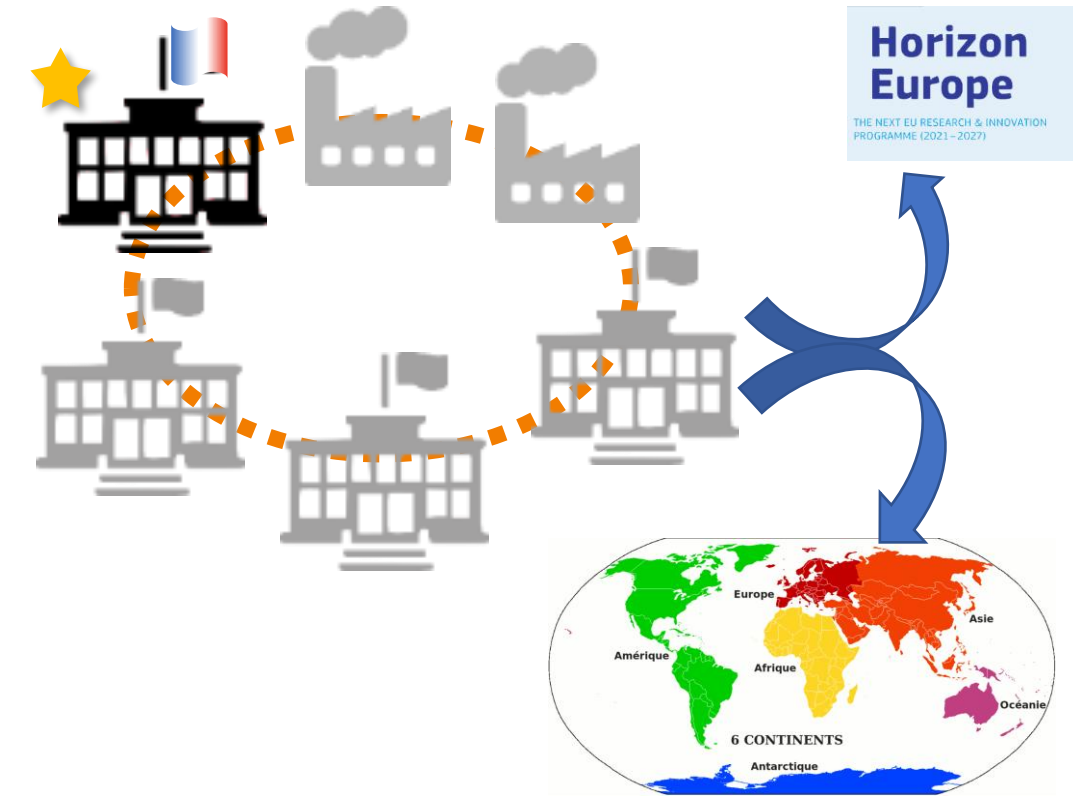 Horizon
Europe
THE NEXT EU RESEARCH & INNOVATION
PROGRAMME (2021–2027)
Europe
Asie
Amérique
Afrique
Océanie
6 CONTINENTS
Antarctique